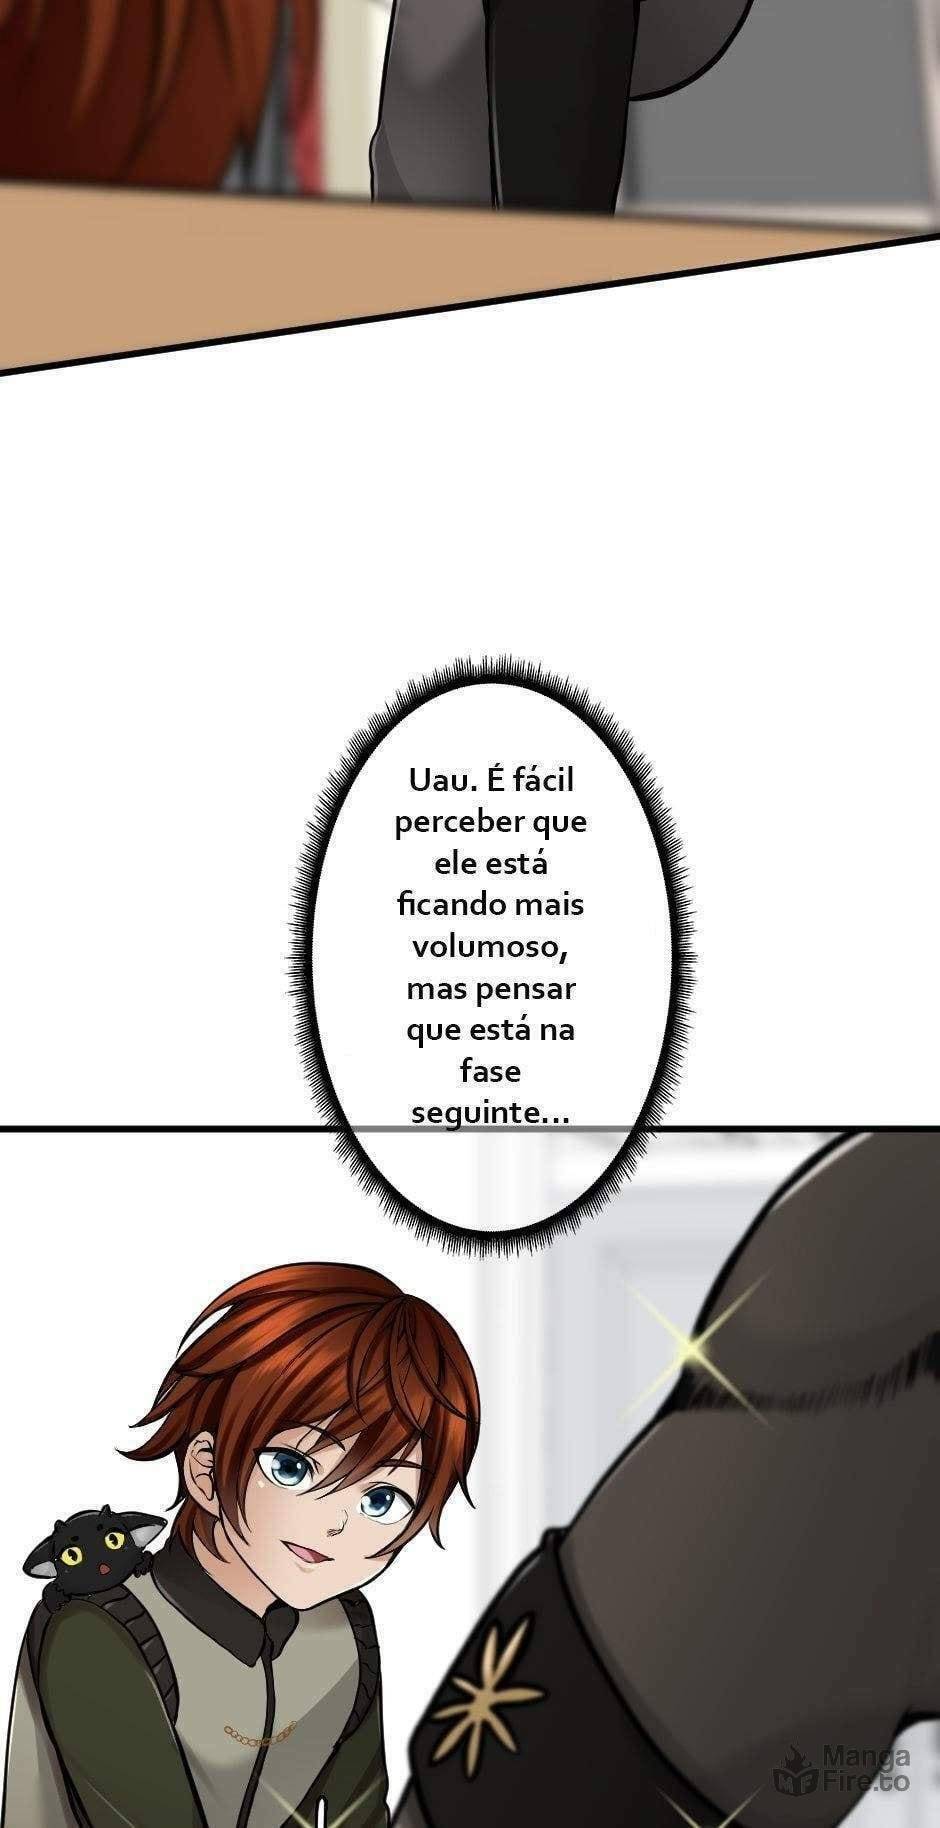 Uau. É fácil
perceber que
ele está
ficando mais
volumoso,
mas pensar
que está na
fase
seguinte...
Manga
Fire.to